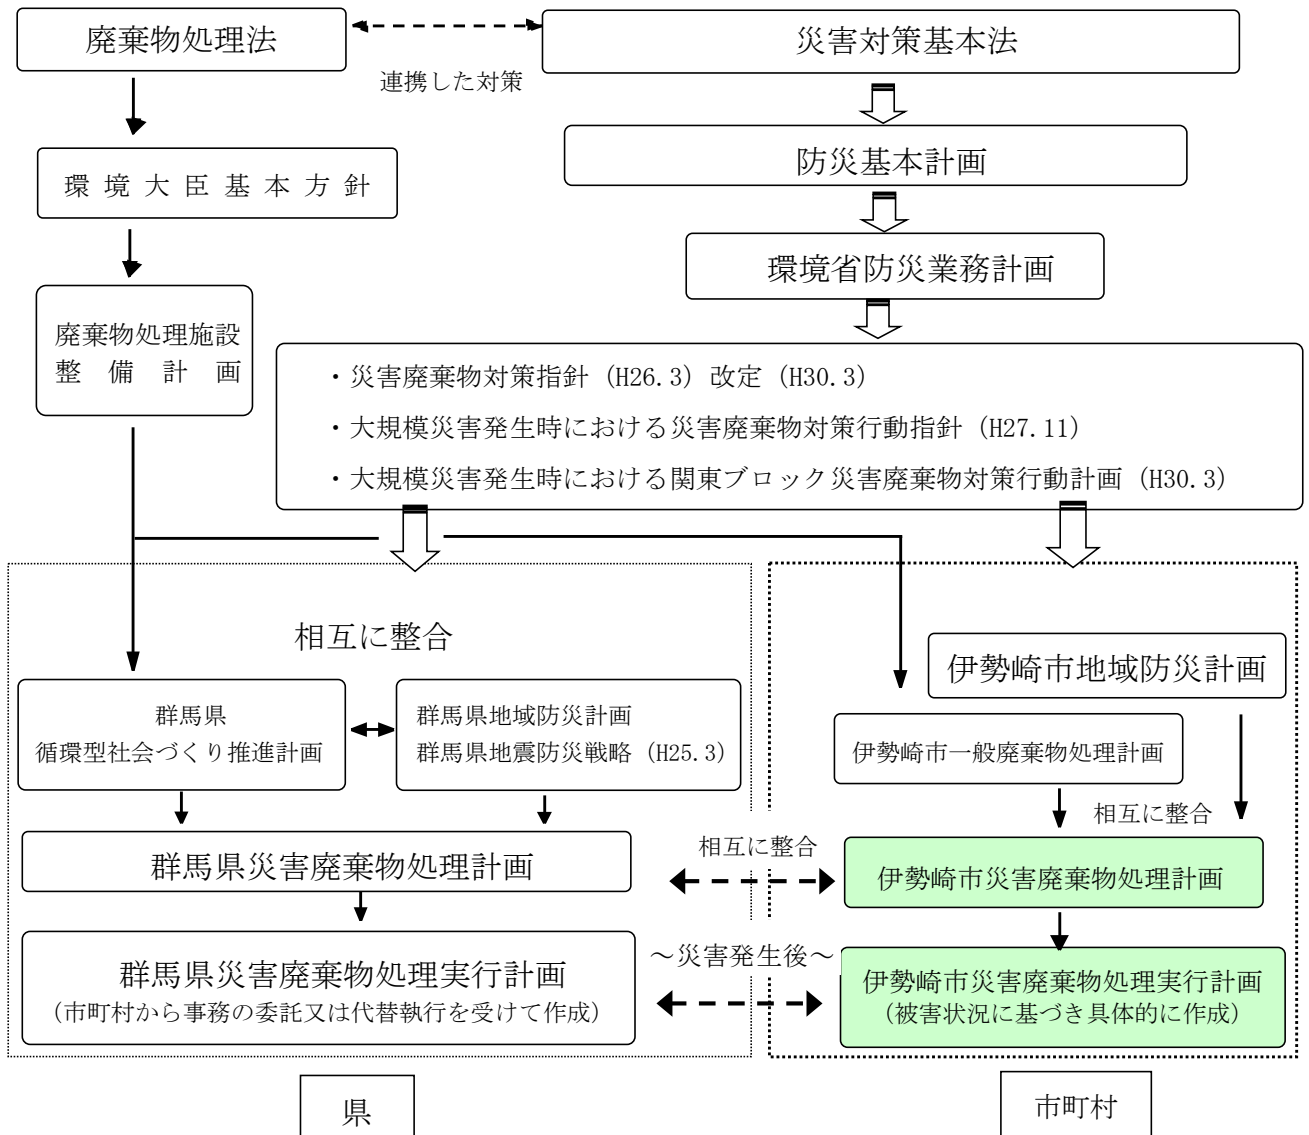 廃棄物処理法
災害対策基本法
連携した対策
防災基本計画
環境大臣基本方針
環境省防災業務計画
廃棄物処理施設
整備計画
・災害廃棄物対策指針（H26.3）改定（H30.3）
・大規模災害発生時における災害廃棄物対策行動指針（H27.11）
・大規模災害発生時における関東ブロック災害廃棄物対策行動計画（H30.3）
相互に整合
伊勢崎市地域防災計画
群馬県
循環型社会づくり推進計画
群馬県地域防災計画
群馬県地震防災戦略（H25.3）
伊勢崎市一般廃棄物処理計画
相互に整合
群馬県災害廃棄物処理計画
相互に整合
伊勢崎市災害廃棄物処理計画
群馬県災害廃棄物処理実行計画
（市町村から事務の委託又は代替執行を受けて作成）
～災害発生後～
伊勢崎市災害廃棄物処理実行計画
（被害状況に基づき具体的に作成）
県
市町村